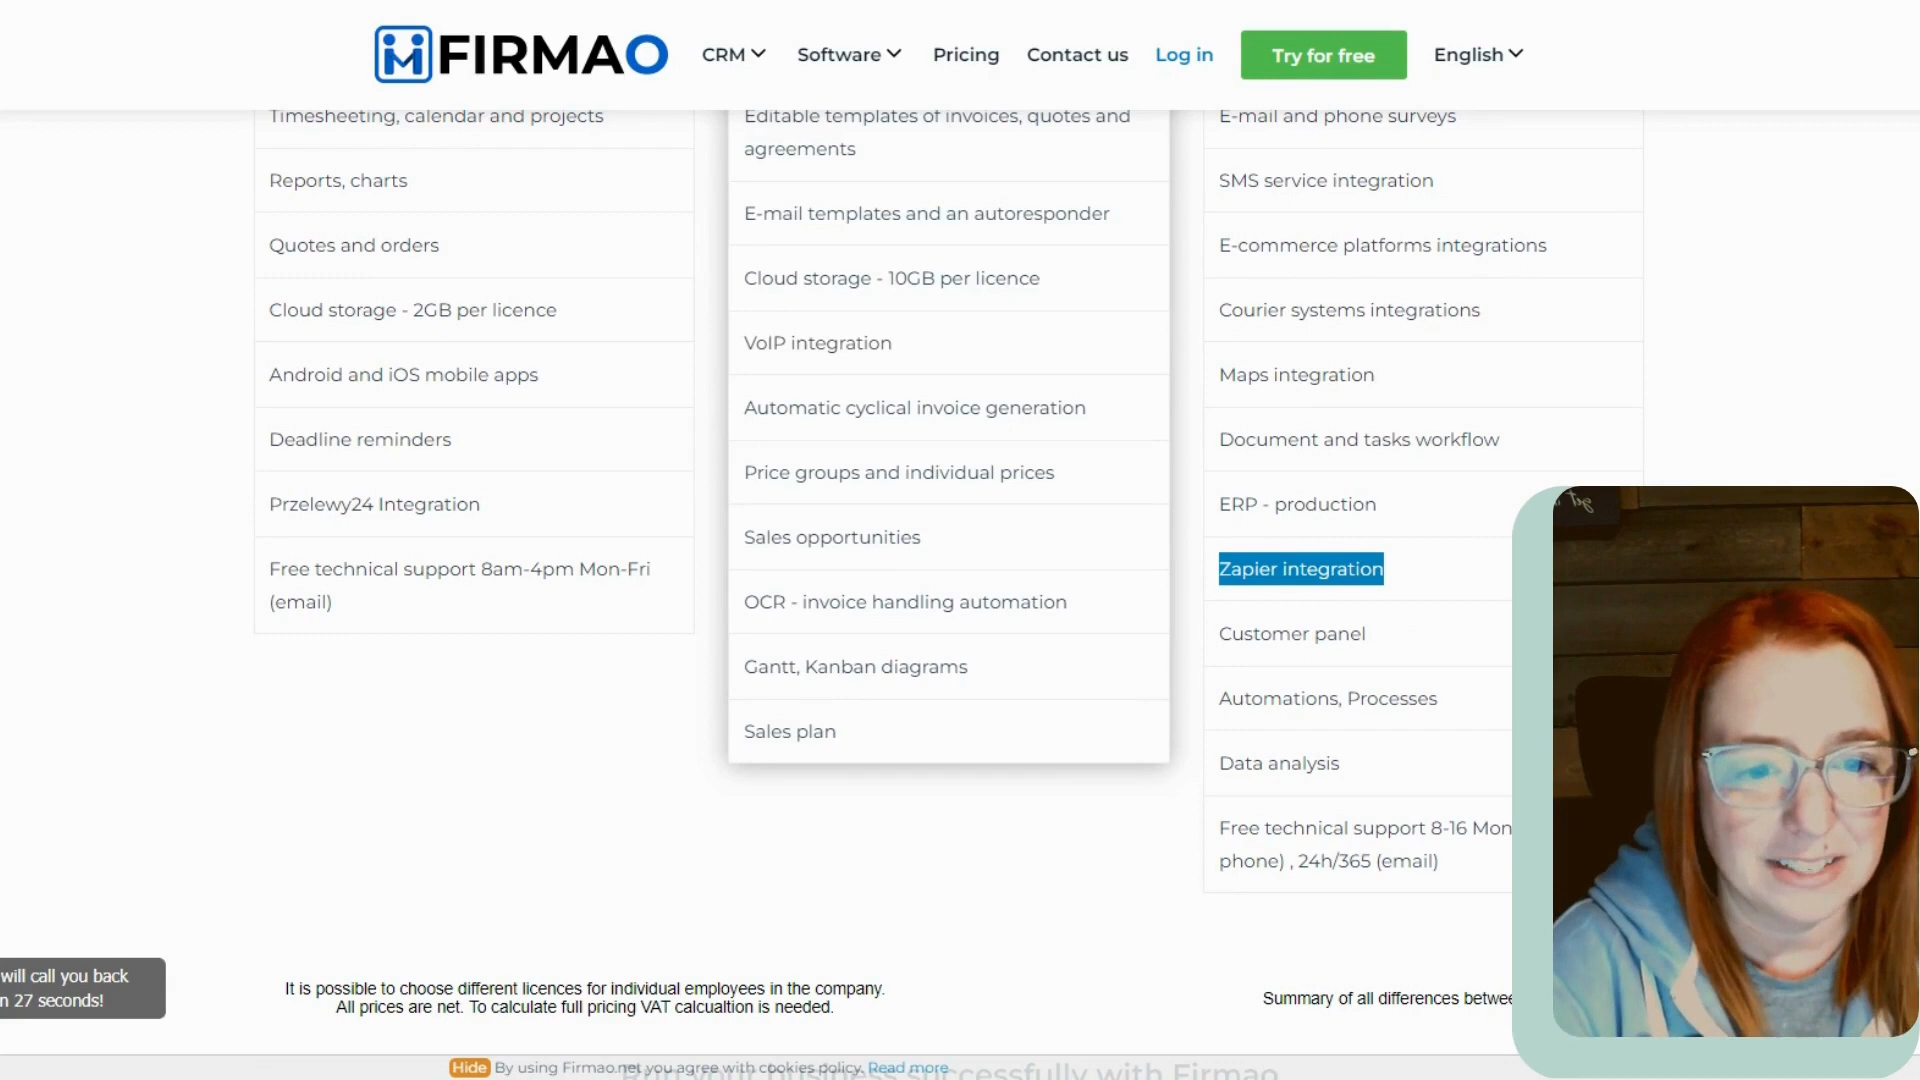 FIRMAO
CRM
Software
Pricing
Contact us
Log in
Try for free
English
Timesheeting, calendar and projects
Reports, charts
Quotes and orders
Cloud storage - 2GB per licence
Android and iOS mobile apps
Deadline reminders
Przelewy24 Integration
Free technical support 8am-4pm Mon-Fri
(email)
Editable templates of invoices, quotes and
agreements
E-mail templates and an autoresponder
Cloud storage - 10GB per licence
VoIP integration
Automatic cyclical invoice generation
Price groups and individual prices
Sales opportunities
OCR - invoice handling automation
Gantt, Kanban diagrams
Sales plan
E-mail and phone surveys
SMS service integration
E-commerce platforms integrations
Courier systems integrations
Maps integration
Document and tasks workflow
ERP - production
Zapier integration
Customer panel
Automations, Processes
Data analysis
Free technical support 8-16 Mon
phone) , 24h/365 (email)
will call you back
n 27 seconds!
It is possible to choose different licences for individual employees in the company.
All prices are net. To calculate full pricing VAT calcualtion is needed.
Summary of all differences betwee
Hide By using Firmao.net you agree with cookies policy. Read more
Run your business successfully with Firmao